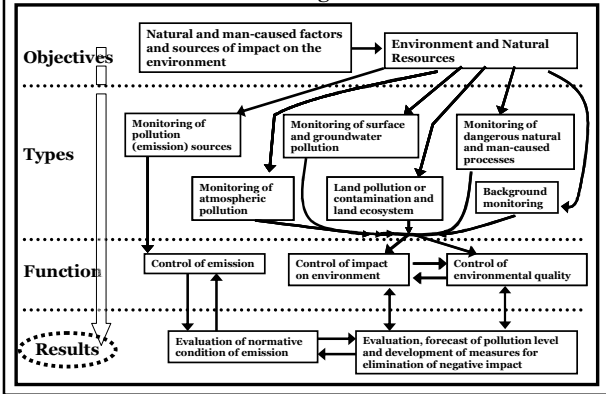 Objectives
Natural and man-caused factors
and sources of impact on the
environment
Environment and Natural
Resources
Types
Monitoring of
pollution
(emission) sources
Monitoring of surface
and groundwater
pollution
Monitoring of
dangerous natural
and man-caused
processes
Monitoring of
atmospheric
pollution
Land pollution or
contamination and
land ecosystem
Background
monitoring
Function
Control of emission
Control of impact
on environment
Control of
environmental quality
Results
Evaluation of normative
condition of emission
Evaluation, forecast of pollution level
and development of measures for
elimination of negative impact